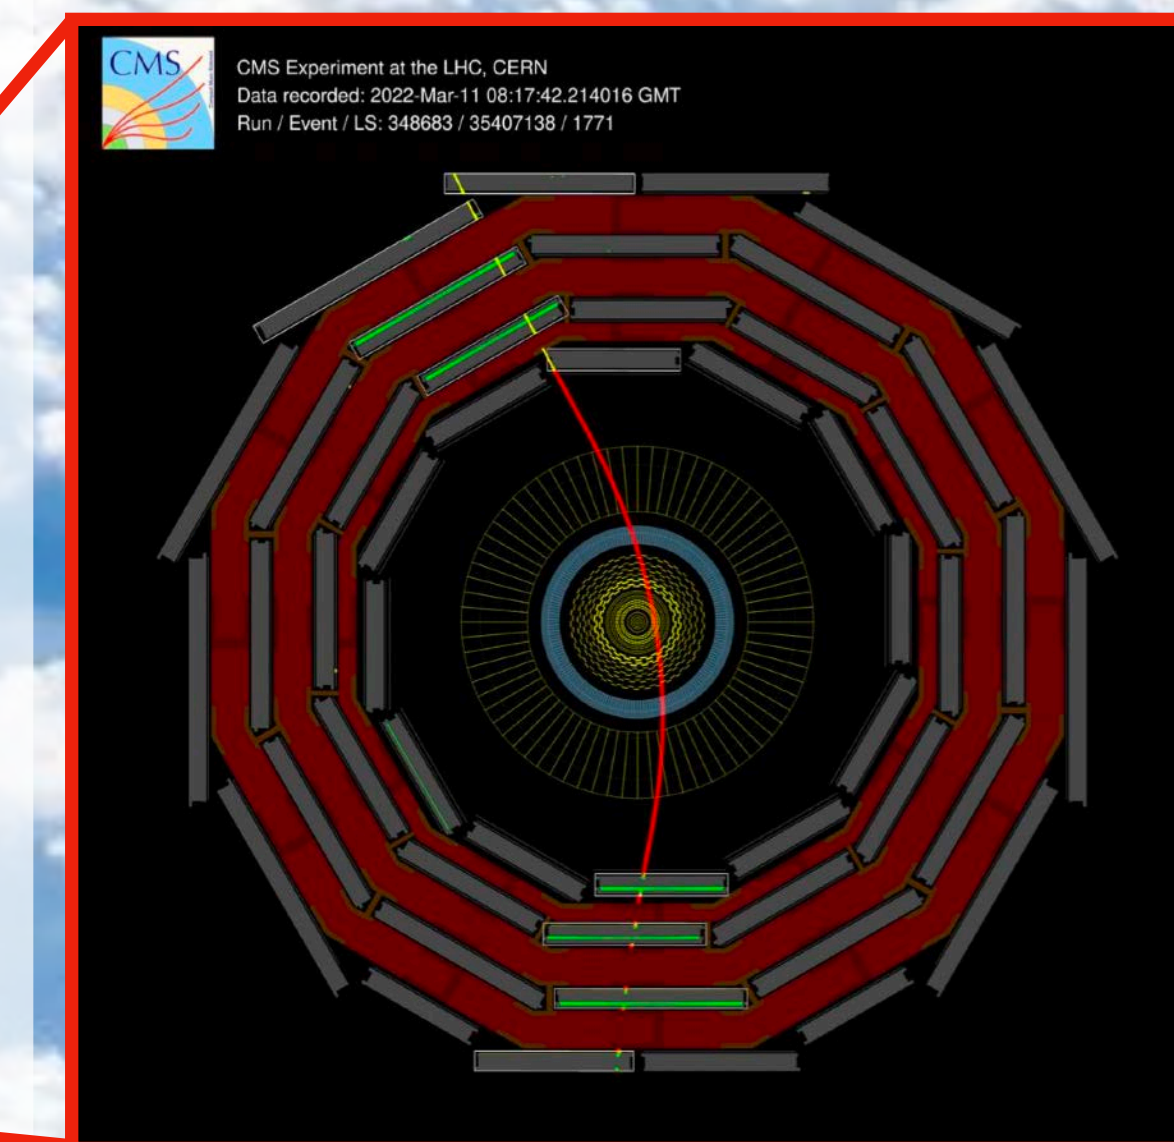 CMS
CMS Experiment at the LHC, CERN
Data recorded: 2022-Mar-11 08:17:42.214016 GMT
Run / Event / LS: 348683 / 35407138 / 1771